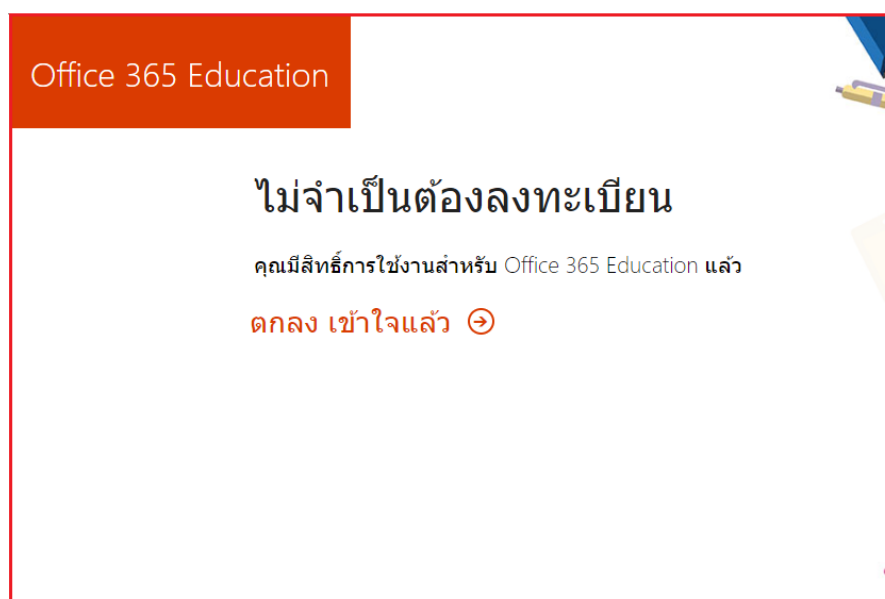 Office 365 Education
ไม่จำเป็นต้องลงทะเบียน
คุณมีสิทธิ์การใช้งานสำหรับ Office 365 Education แล้ว
ตกลง เข้าใจแล้ว